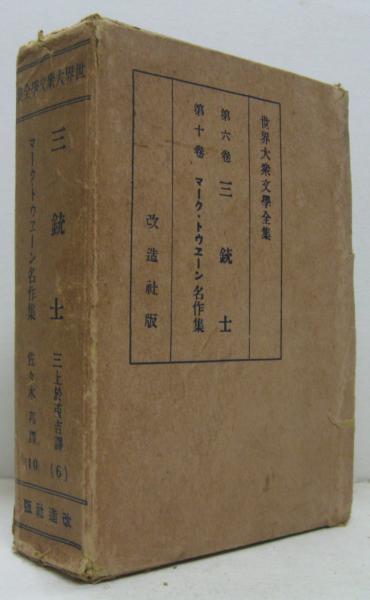 世界大衆文學全集
第六卷 三銃士
第十卷 マーク・トウヱーン名作集
改造社版
世界大衆文學全集
三銃士 三上於菟吉譯 (6)
マークトウヱーン名作集 佐々木邦譯 10
改造社版